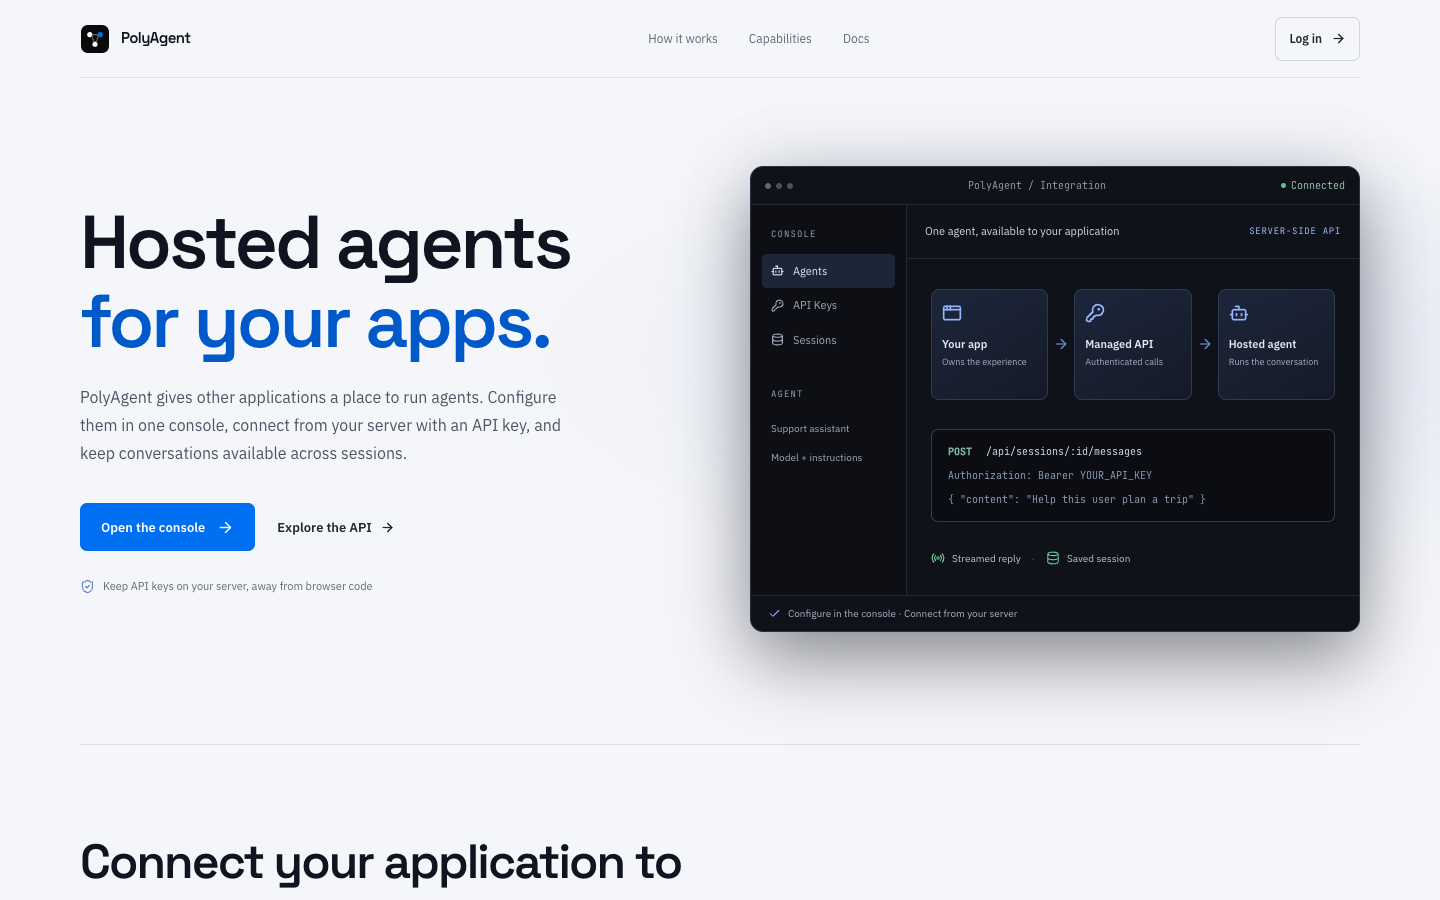 PolyAgent
How it works
Capabilities
Docs
Log in
Hosted agents
for your apps.
PolyAgent gives other applications a place to run agents. Configure
them in one console, connect from your server with an API key, and
keep conversations available across sessions.
Open the console
Explore the API
Keep API keys on your server, away from browser code
PolyAgent / Integration
Connected
CONSOLE
Agents
API Keys
Sessions
AGENT
Support assistant
Model + instructions
One agent, available to your application
SERVER-SIDE API
Your app
Owns the experience
Managed API
Authenticated calls
Hosted agent
Runs the conversation
POST /api/sessions/:id/messages
Authorization: Bearer YOUR_API_KEY
{ "content": "Help this user plan a trip" }
Streamed reply · Saved session
Configure in the console · Connect from your server
Connect your application to